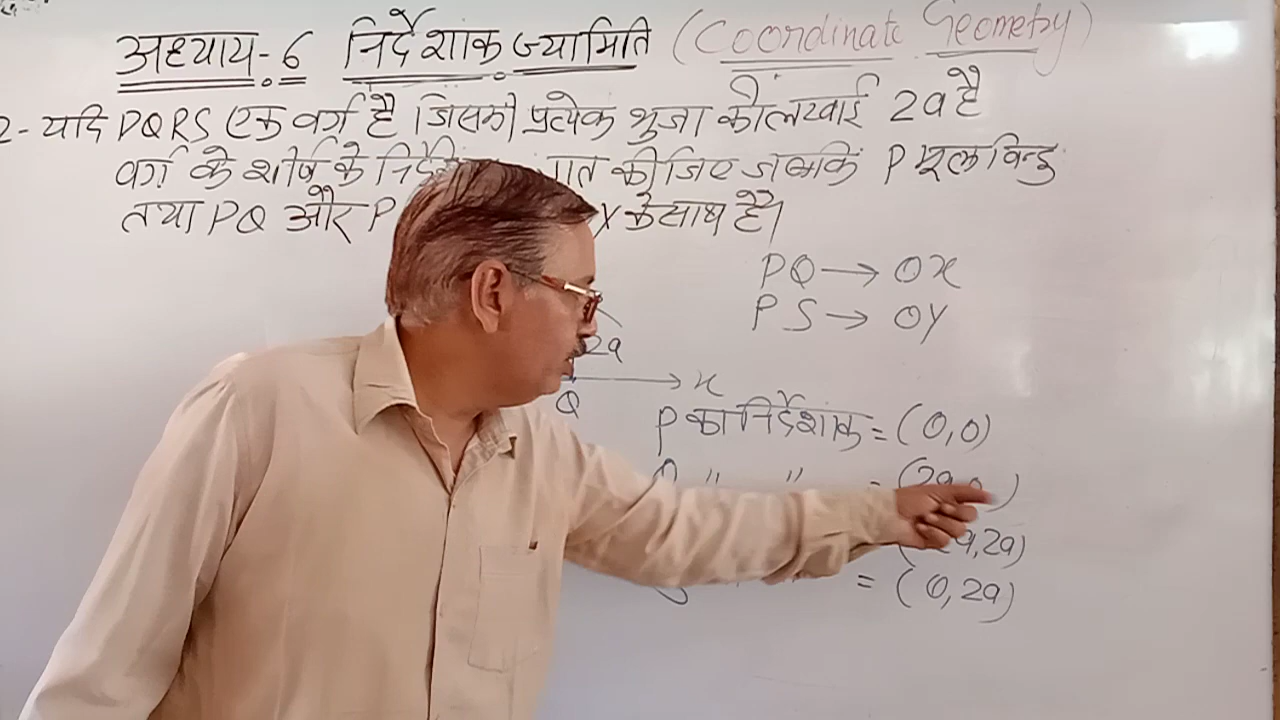 अध्याय-6 निर्देशांक ज्यामिति (Coordinate Geometry)
2- यदि PQRS एक वर्ग है जिसकी प्रत्येक भुजा की लम्बाई 2a है
वर्ग के शीर्ष के ज्ञात कीजिए जबकि P मूलबिन्दु
तथा PQ और P X के साथ है।
PQ → OX
PS → OY
2a
x
Q
P का निर्देशांक = (0,0)
Q " " = (2a,0)
(2a,2a)
= (0,2a)